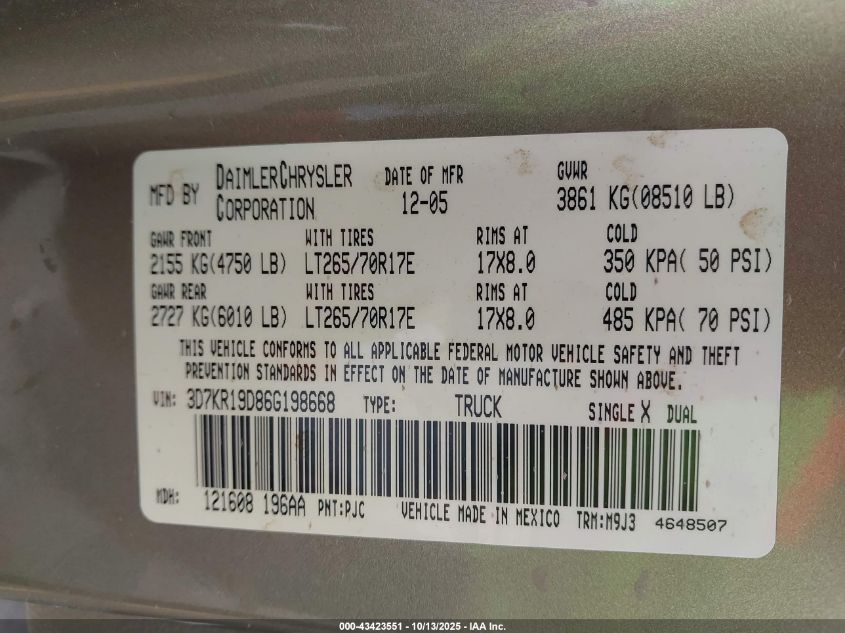 MFD BY DAIMLERCHRYSLER CORPORATION DATE OF MFR 12-05 GVWR 3861 KG(08510 LB)
GAWR FRONT WITH TIRES RIMS AT COLD
2155 KG(4750 LB) LT265/70R17E 17X8.0 350 KPA( 50 PSI)
GAWR REAR WITH TIRES RIMS AT COLD
2727 KG(6010 LB) LT265/70R17E 17X8.0 485 KPA( 70 PSI)
THIS VEHICLE CONFORMS TO ALL APPLICABLE FEDERAL MOTOR VEHICLE SAFETY AND THEFT
PREVENTION STANDARDS IN EFFECT ON THE DATE OF MANUFACTURE SHOWN ABOVE.
VIN: 3D7KR19D86G198668 TYPE: TRUCK SINGLE X DUAL
MDH: 121608 196AA PNT:PJC VEHICLE MADE IN MEXICO TRM:M9J3 4648507
000-43423551 | 10/13/2025 - IAA Inc.